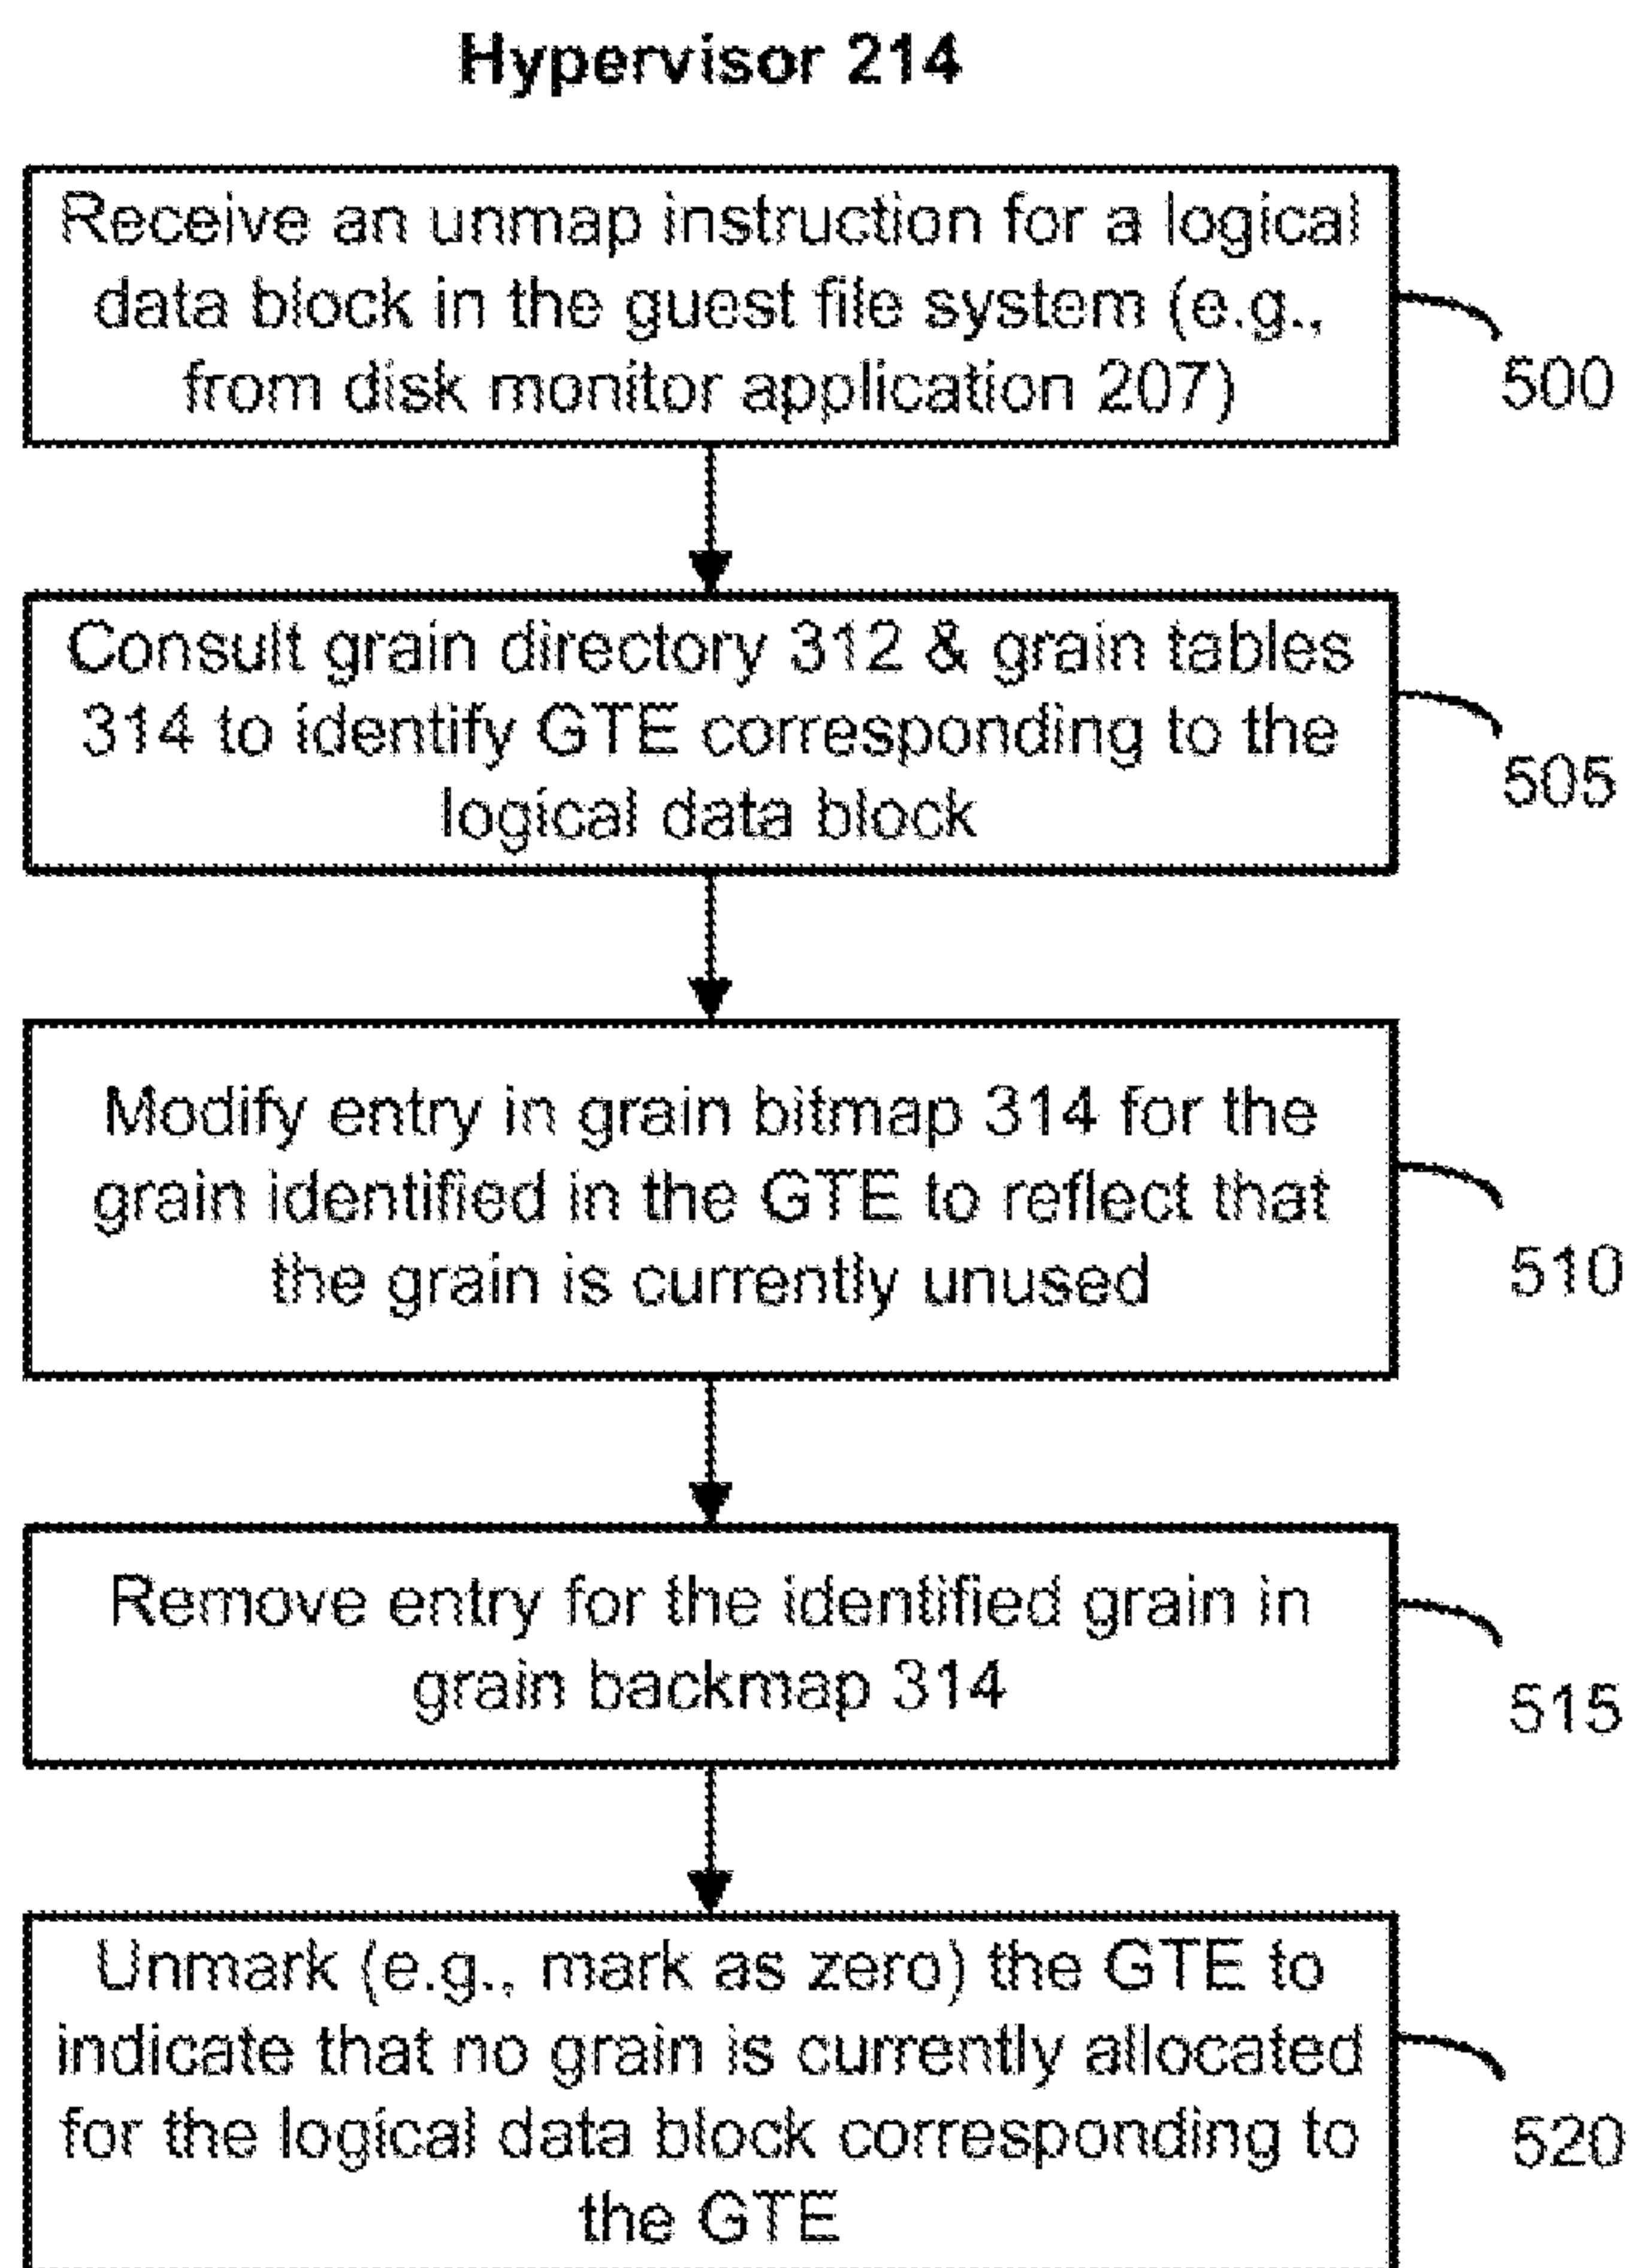 Hypervisor 214
Receive an unmap instruction for a logical
data block in the guest file system (e.g.,
from disk monitor application 207)
500
Consult grain directory 312 & grain tables
314 to identify GTE corresponding to the
logical data block
505
Modify entry in grain bitmap 314 for the
grain identified in the GTE to reflect that
the grain is currently unused
510
Remove entry for the identified grain in
grain backmap 314
515
Unmark (e.g., mark as zero) the GTE to
indicate that no grain is currently allocated
for the logical data block corresponding to
the GTE
520